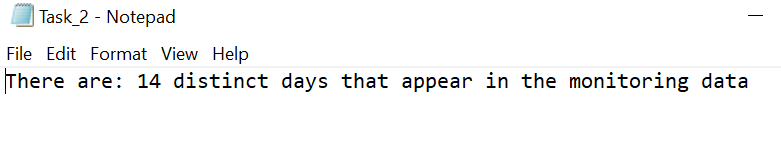 Task_2 - Notepad
File Edit Format View Help
There are: 14 distinct days that appear in the monitoring data